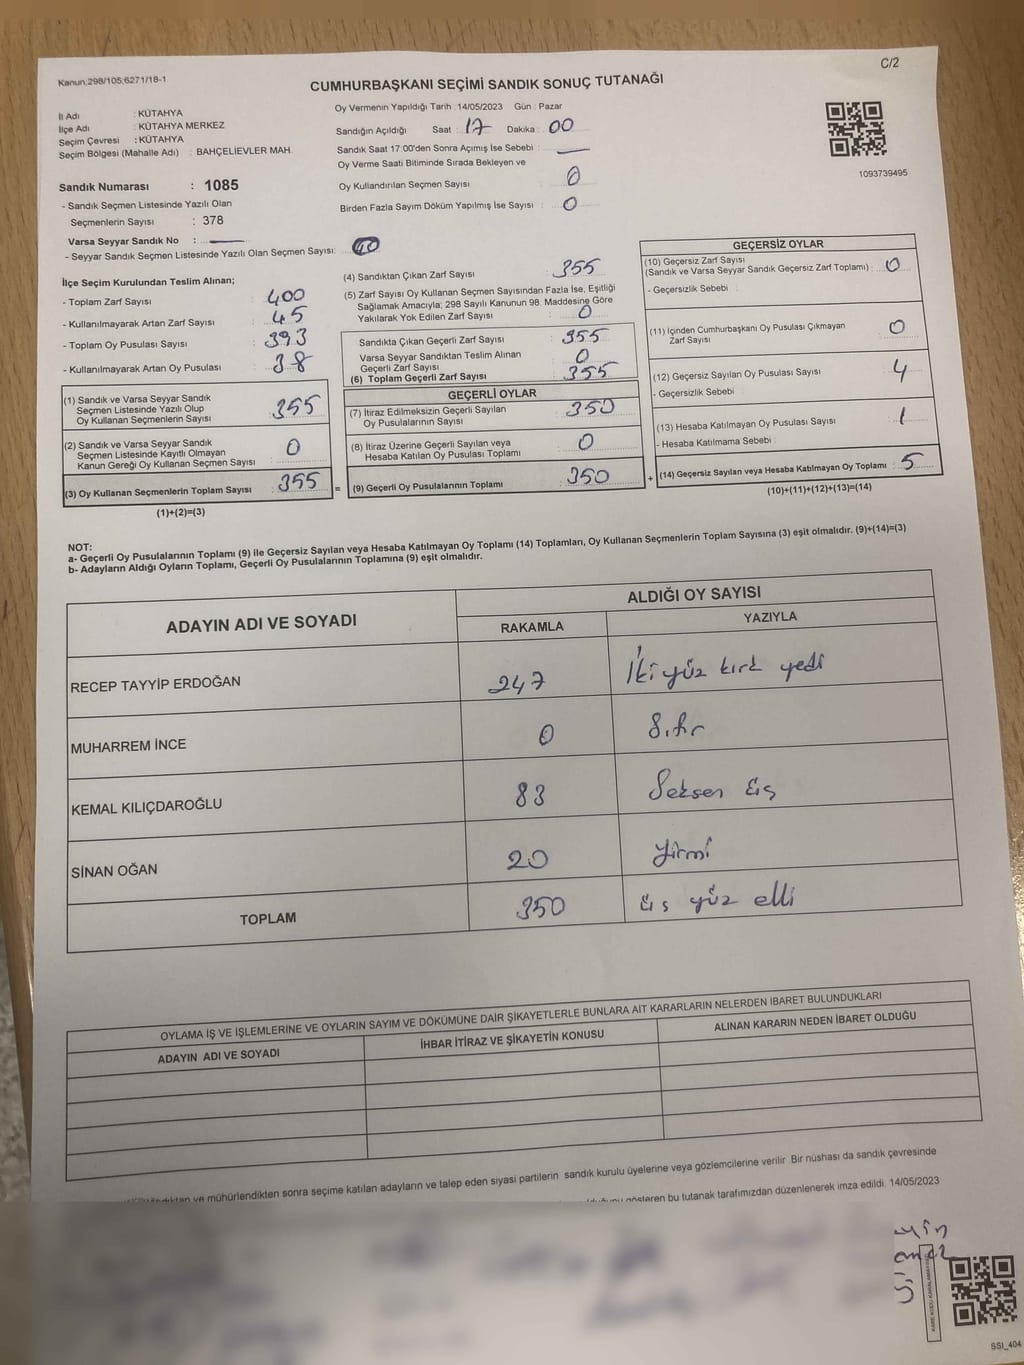 Kanun:298/105;6271/18-1
C/2
CUMHURBAŞKANI SEÇİMİ SANDIK SONUÇ TUTANAĞI
İl Adı : KÜTAHYA
İlçe Adı : KÜTAHYA MERKEZ
Seçim Çevresi : KÜTAHYA
Seçim Bölgesi (Mahalle Adı) : BAHÇELİEVLER MAH.
Sandık Numarası : 1085
- Sandık Seçmen Listesinde Yazılı Olan
Seçmenlerin Sayısı : 378
Varsa Seyyar Sandık No :
- Seyyar Sandık Seçmen Listesinde Yazılı Olan Seçmen Sayısı:
Oy Vermenin Yapıldığı Tarih : 14/05/2023 Gün : Pazar
Sandığın Açıldığı Saat : 17 Dakika : 00
Sandık Saat 17:00'den Sonra Açımış İse Sebebi :
Oy Verme Saati Bitiminde Sırada Bekleyen ve
Oy Kullandırılan Seçmen Sayısı 0
Birden Fazla Sayım Döküm Yapılmış İse Sayısı : 0
1093739495
İlçe Seçim Kurulundan Teslim Alınan;
- Toplam Zarf Sayısı : 400
- Kullanılmayarak Artan Zarf Sayısı : 45
- Toplam Oy Pusulası Sayısı : 393
- Kullanılmayarak Artan Oy Pusulası : 38
(1) Sandık ve Varsa Seyyar Sandık
Seçmen Listesinde Yazılı Olup
Oy Kullanan Seçmenlerin Sayısı : 355
(2) Sandık ve Varsa Seyyar Sandık
Seçmen Listesinde Kayıtlı Olmayan
Kanun Gereği Oy Kullanan Seçmen Sayısı : 0
(3) Oy Kullanan Seçmenlerin Toplam Sayısı : 355
(1)+(2)=(3)
(4) Sandıktan Çıkan Zarf Sayısı : 355
(5) Zarf Sayısı Oy Kullanan Seçmen Sayısından Fazla İse, Eşitliği
Sağlamak Amacıyla; 298 Sayılı Kanunun 98. Maddesine Göre
Yakılarak Yok Edilen Zarf Sayısı : 0
Sandıkta Çıkan Geçerli Zarf Sayısı : 355
Varsa Seyyar Sandıktan Teslim Alınan
Geçerli Zarf Sayısı : 0
(6) Toplam Geçerli Zarf Sayısı : 355
GEÇERLİ OYLAR
(7) İtiraz Edilmeksizin Geçerli Sayılan
Oy Pusulalarının Sayısı : 350
(8) İtiraz Üzerine Geçerli Sayılan veya
Hesaba Katılan Oy Pusulası Toplamı : 0
= (9) Geçerli Oy Pusulalarının Toplamı : 350
GEÇERSİZ OYLAR
(10) Geçersiz Zarf Sayısı
(Sandık ve Varsa Seyyar Sandık Geçersiz Zarf Toplamı) : 0
- Geçersizlik Sebebi :
(11) İçinden Cumhurbaşkanı Oy Pusulası Çıkmayan
Zarf Sayısı : 0
(12) Geçersiz Sayılan Oy Pusulası Sayısı : 4
- Geçersizlik Sebebi :
(13) Hesaba Katılmayan Oy Pusulası Sayısı : 1
- Hesaba Katılmama Sebebi :
+ (14) Geçersiz Sayılan veya Hesaba Katılmayan Oy Toplamı : 5
(10)+(11)+(12)+(13)=(14)
NOT:
a- Geçerli Oy Pusulalarının Toplamı (9) ile Geçersiz Sayılan veya Hesaba Katılmayan Oy Toplamı (14) Toplamları, Oy Kullanan Seçmenlerin Toplam Sayısına (3) eşit olmalıdır. (9)+(14)=(3)
b- Adayların Aldığı Oyların Toplamı, Geçerli Oy Pusulalarının Toplamına (9) eşit olmalıdır.
ADAYIN ADI VE SOYADI
ALDIĞI OY SAYISI
RAKAMLA YAZIYLA
RECEP TAYYİP ERDOĞAN 247 İki yüz kırk yedi
MUHARREM İNCE 0 Sıfır
KEMAL KILIÇDAROĞLU 83 Seksen üç
SİNAN OĞAN 20 Yirmi
TOPLAM 350 üç yüz elli
OYLAMA İŞ VE İŞLEMLERİNE VE OYLARIN SAYIM VE DÖKÜMÜNE DAİR ŞİKAYETLERLE BUNLARA AİT KARARLARIN NELERDEN İBARET BULUNDUKLARI
ADAYIN ADI VE SOYADI İHBAR İTİRAZ VE ŞİKAYETİN KONUSU ALINAN KARARIN NEDEN İBARET OLDUĞU
ve mühürlendikten sonra seçime katılan adayların ve talep eden siyasi partilerin sandık kurulu üyelerine veya gözlemcilerine verilir Bir nüshası da sandık çevresinde
gösteren bu tutanak tarafımızdan düzenlenerek imza edildi. 14/05/2023
SSI_404